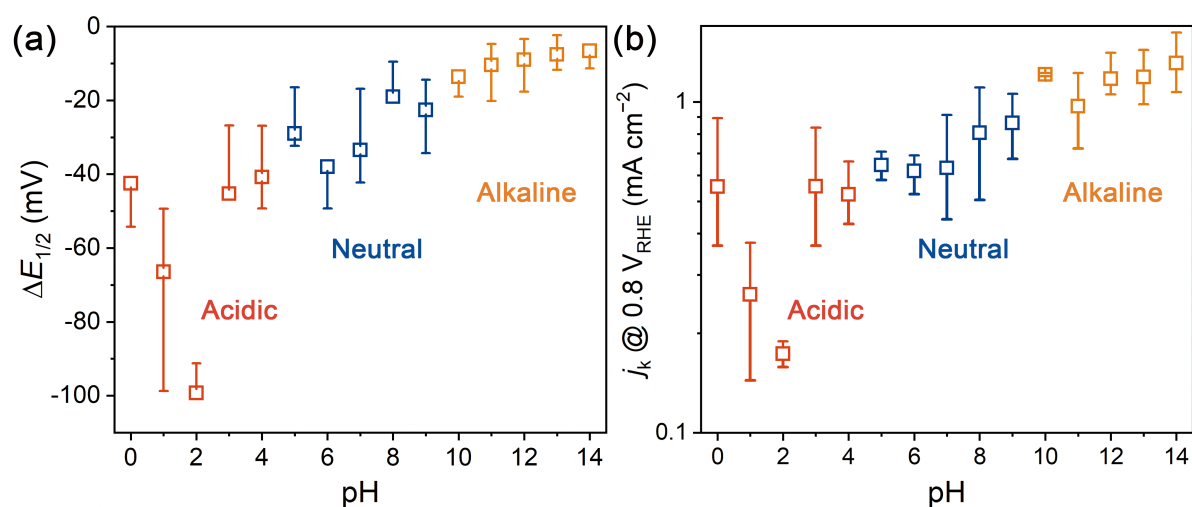 (a)
ΔE1/2 (mV)
0
-20
-40
-60
-80
-100
Acidic
Neutral
Alkaline
0 2 4 6 8 10 12 14
pH
(b)
jk @ 0.8 VRHE (mA cm−2)
1
0.1
Acidic
Neutral
Alkaline
0 2 4 6 8 10 12 14
pH